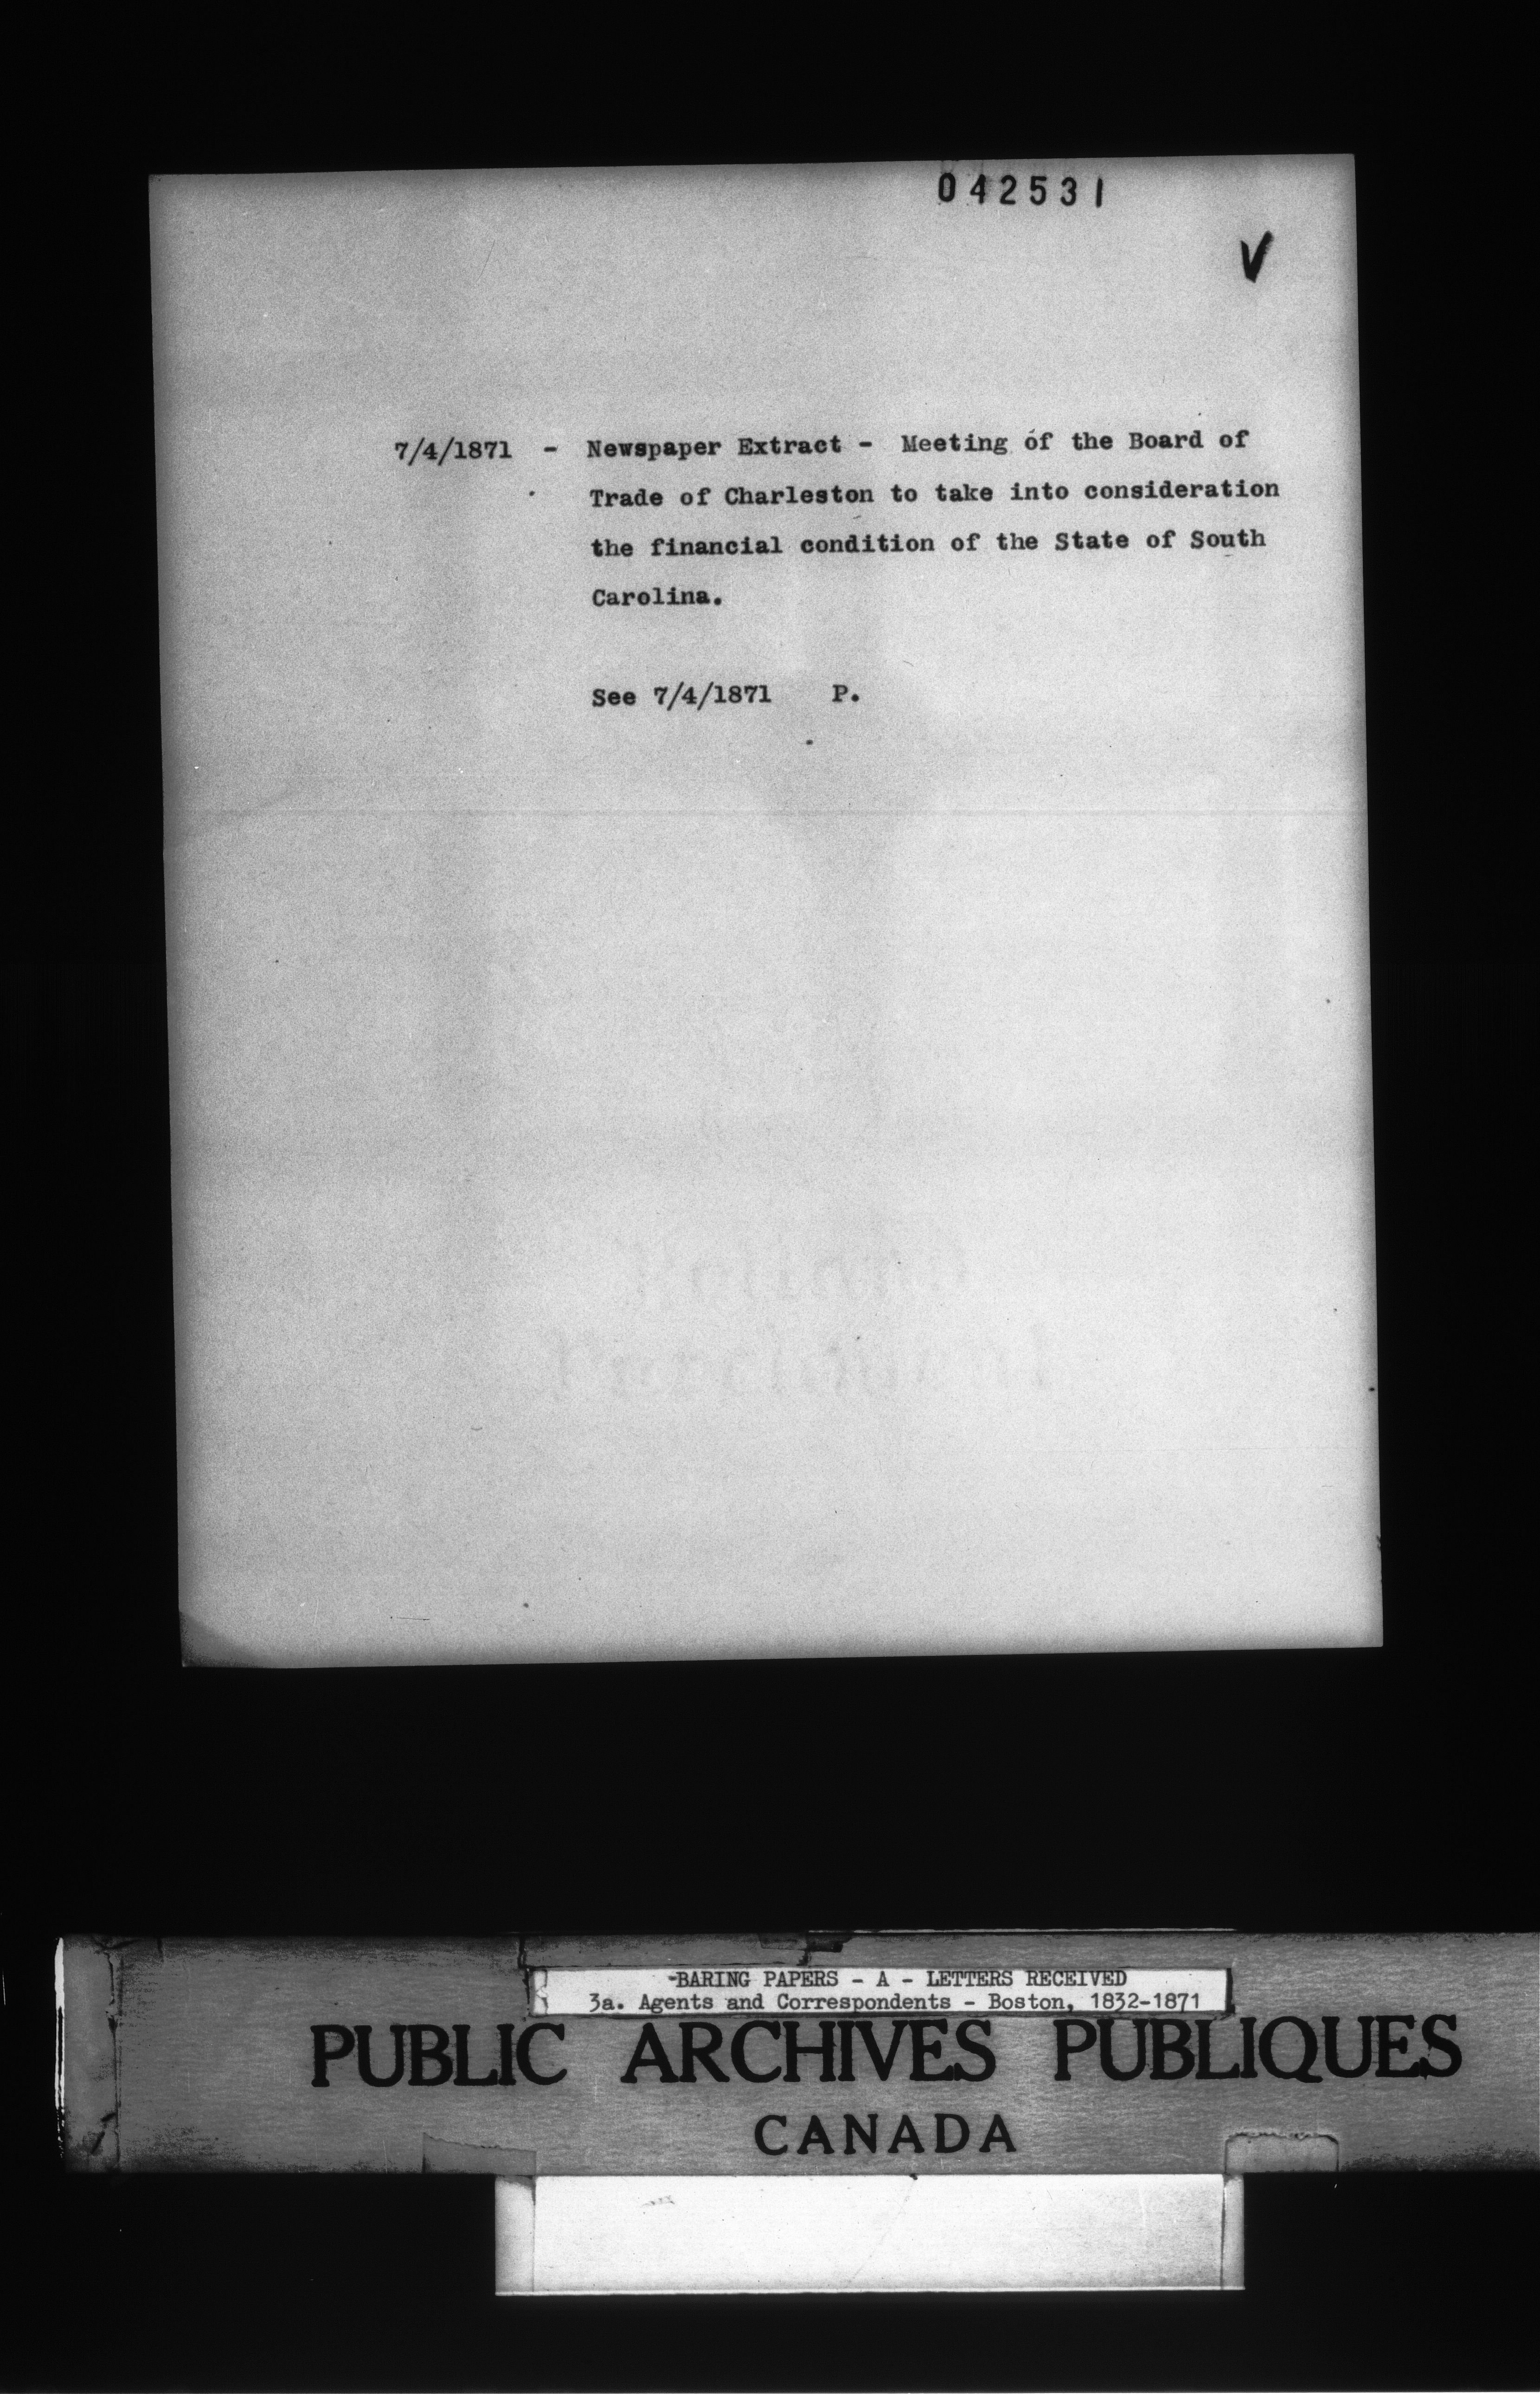 042531
V
7/4/1871 - Newspaper Extract - Meeting of the Board of
Trade of Charleston to take into consideration
the financial condition of the State of South
Carolina.
See 7/4/1871 P.
BARING PAPERS - A - LETTERS RECEIVED
3a. Agents and Correspondents - Boston, 1832-1871
PUBLIC ARCHIVES PUBLIQUES
CANADA